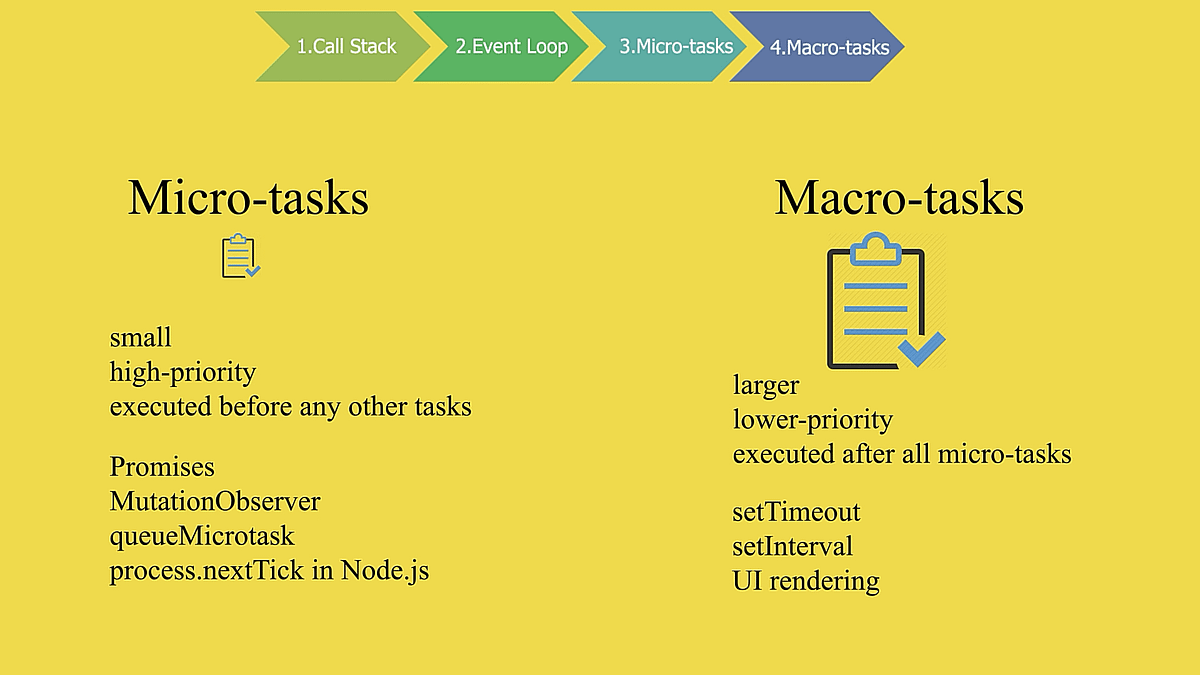 1.Call Stack
2.Event Loop
3.Micro-tasks
4.Macro-tasks
Micro-tasks
small
high-priority
executed before any other tasks
Promises
MutationObserver
queueMicrotask
process.nextTick in Node.js
Macro-tasks
larger
lower-priority
executed after all micro-tasks
setTimeout
setInterval
UI rendering